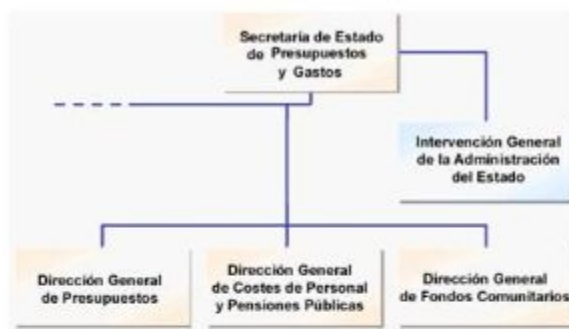 Secretaría de Estado
de Presupuestos
y Gastos
Intervención General
de la Administración
del Estado
Dirección General
de Presupuestos
Dirección General
de Costes de Personal
y Pensiones Públicas
Dirección General
de Fondos Comunitarios